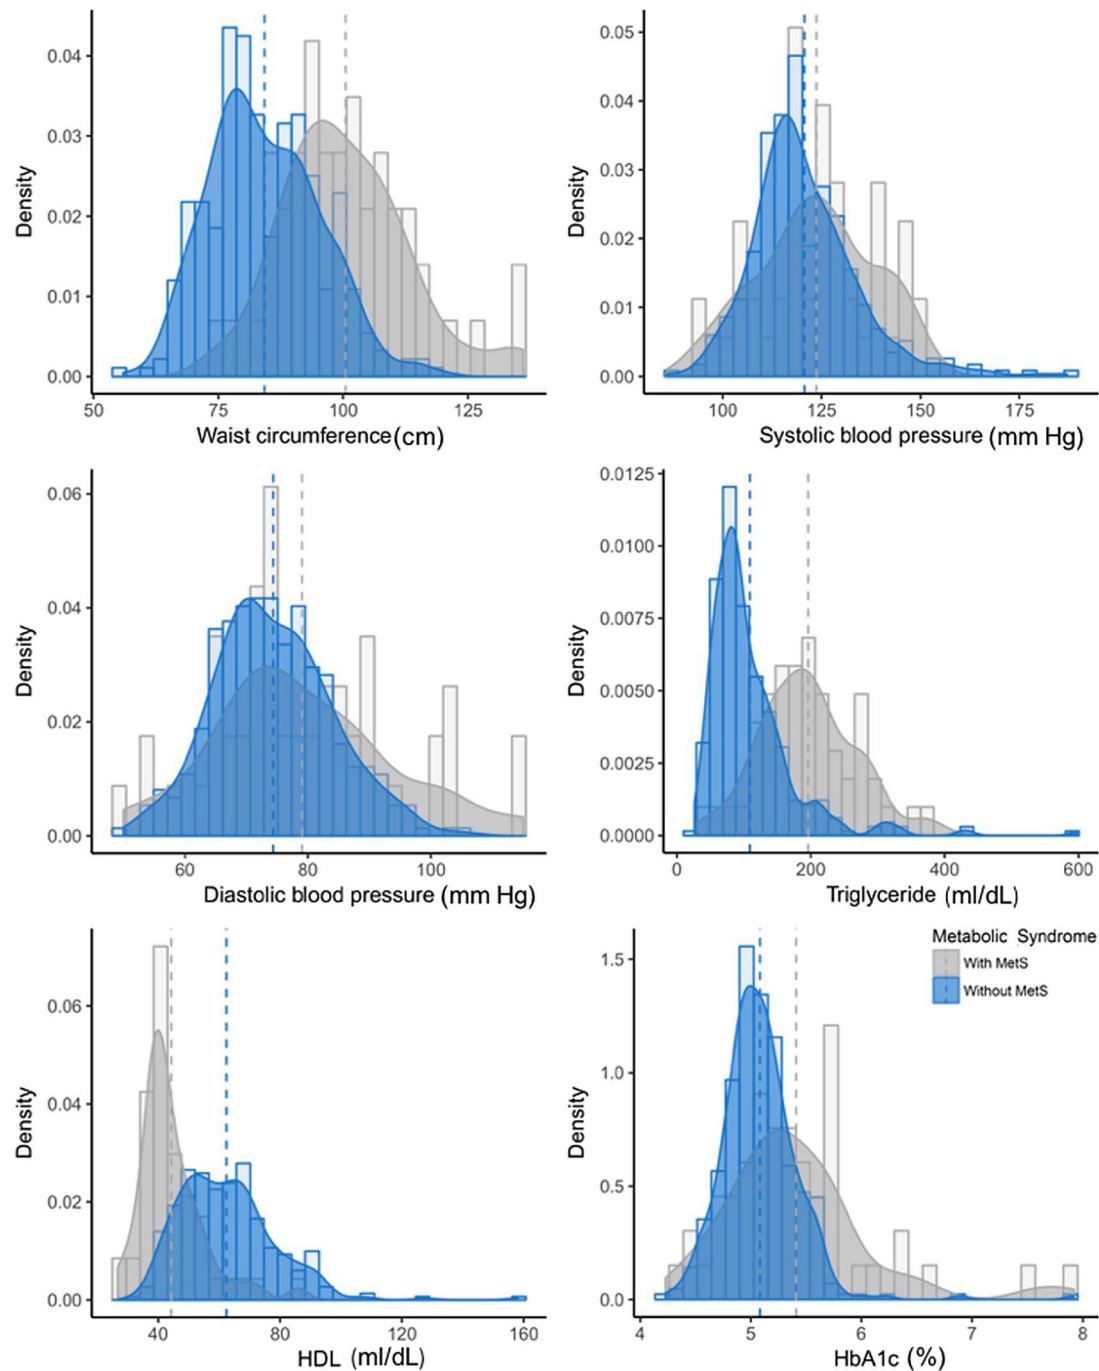 0.04
0.03
0.02
0.01
0.00
Density
50 75 100 125
Waist circumference(cm)
0.05
0.04
0.03
0.02
0.01
0.00
Density
100 125 150 175
Systolic blood pressure (mm Hg)
0.06
0.04
0.02
0.00
Density
60 80 100
Diastolic blood pressure (mm Hg)
0.0125
0.0100
0.0075
0.0050
0.0025
0.0000
Density
0 200 400 600
Triglyceride (ml/dL)
0.06
0.04
0.02
0.00
Density
40 80 120 160
HDL (ml/dL)
Metabolic Syndrome
With MetS
Without MetS
1.5
1.0
0.5
0.0
Density
4 5 6 7 8
HbA1c (%)